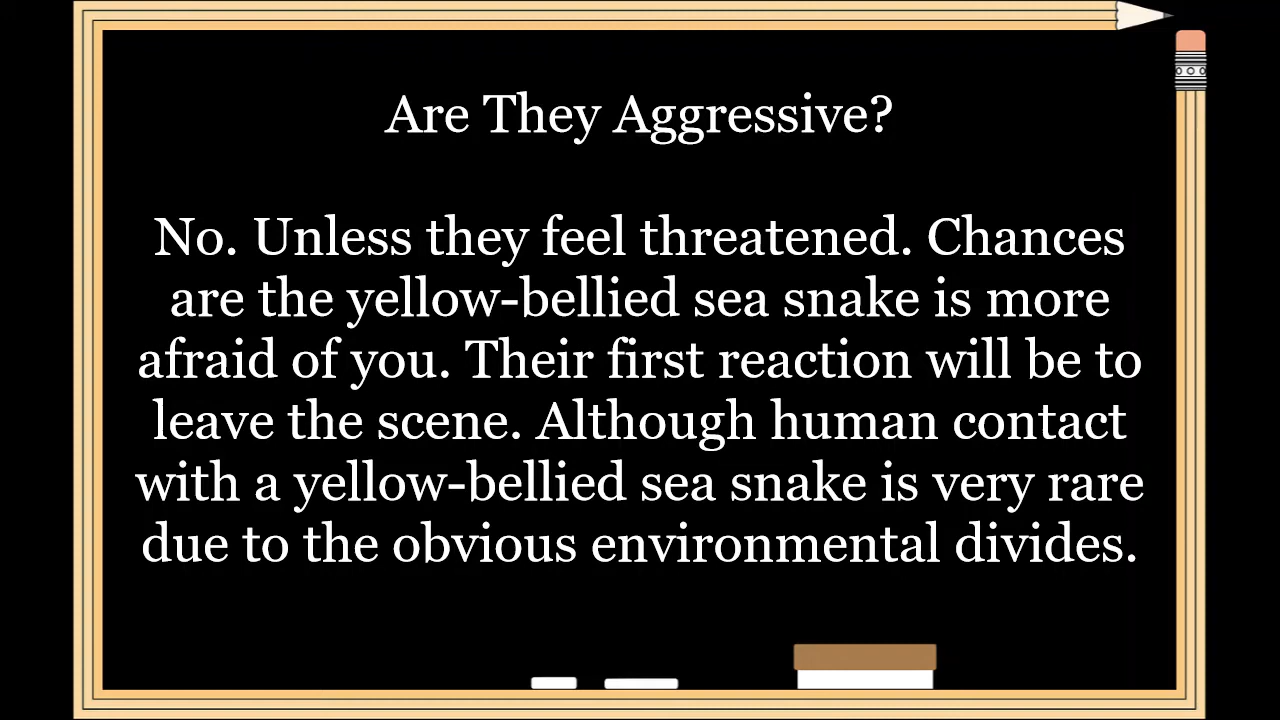 Are They Aggressive?
No. Unless they feel threatened. Chances
are the yellow-bellied sea snake is more
afraid of you. Their first reaction will be to
leave the scene. Although human contact
with a yellow-bellied sea snake is very rare
due to the obvious environmental divides.